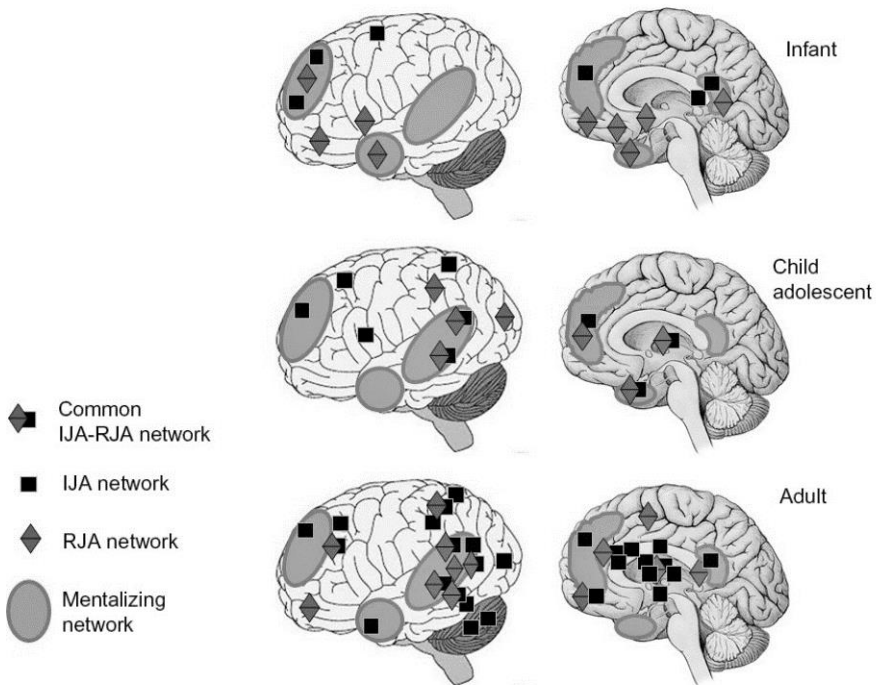 Infant
Child
adolescent
Common
IJA-RJA network
IJA network
Adult
RJA network
Mentalizing
network